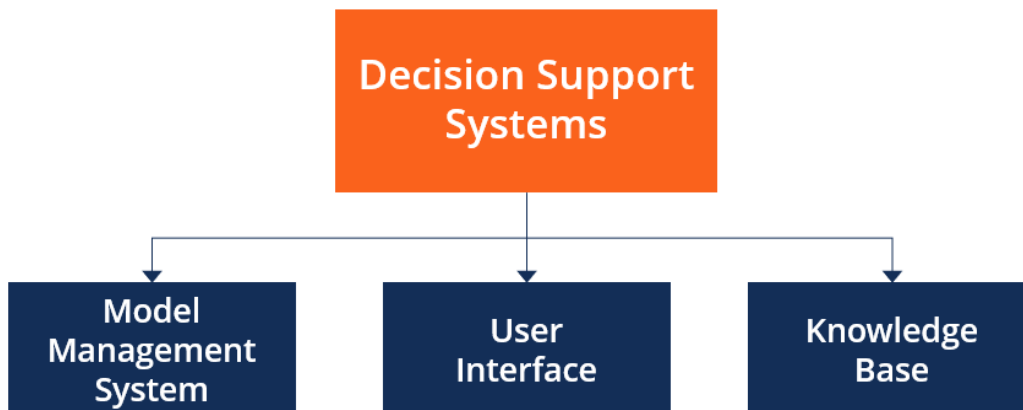 Decision Support
Systems
Model
Management
System
User
Interface
Knowledge
Base